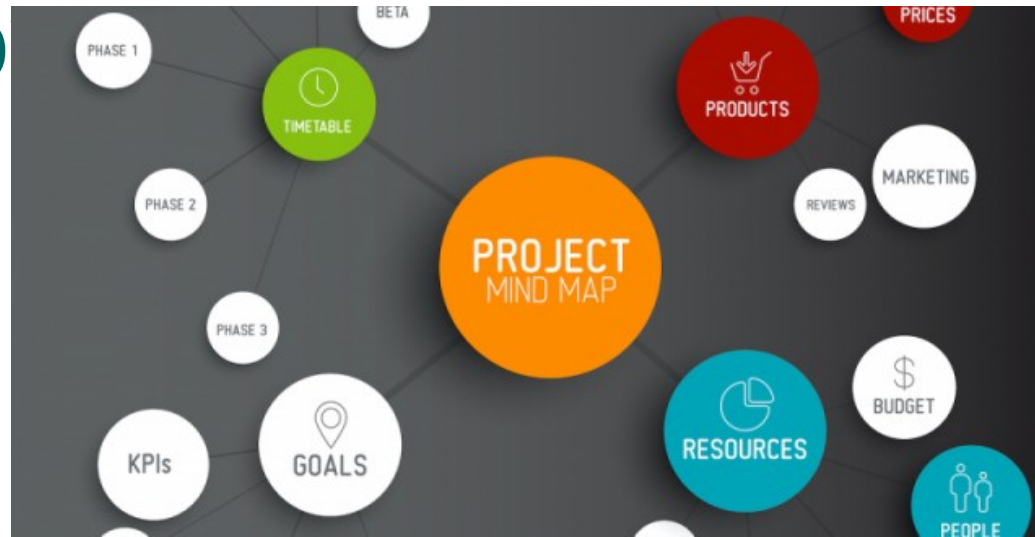 BETA
PHASE 1
TIMETABLE
PHASE 2
PHASE 3
PRICES
PRODUCTS
MARKETING
REVIEWS
PROJECT
MIND MAP
KPIs
GOALS
RESOURCES
$
BUDGET
PEOPLE